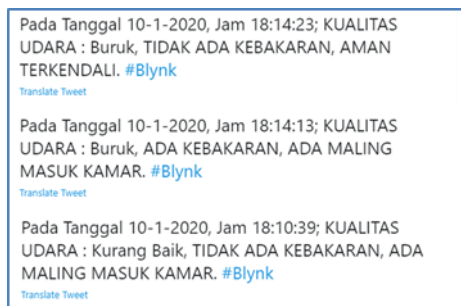 Pada Tanggal 10-1-2020, Jam 18:14:23; KUALITAS
UDARA : Buruk, TIDAK ADA KEBAKARAN, AMAN
TERKENDALI. #Blynk
Translate Tweet
Pada Tanggal 10-1-2020, Jam 18:14:13; KUALITAS
UDARA : Buruk, ADA KEBAKARAN, ADA MALING
MASUK KAMAR. #Blynk
Translate Tweet
Pada Tanggal 10-1-2020, Jam 18:10:39; KUALITAS
UDARA : Kurang Baik, TIDAK ADA KEBAKARAN, ADA
MALING MASUK KAMAR. #Blynk
Translate Tweet